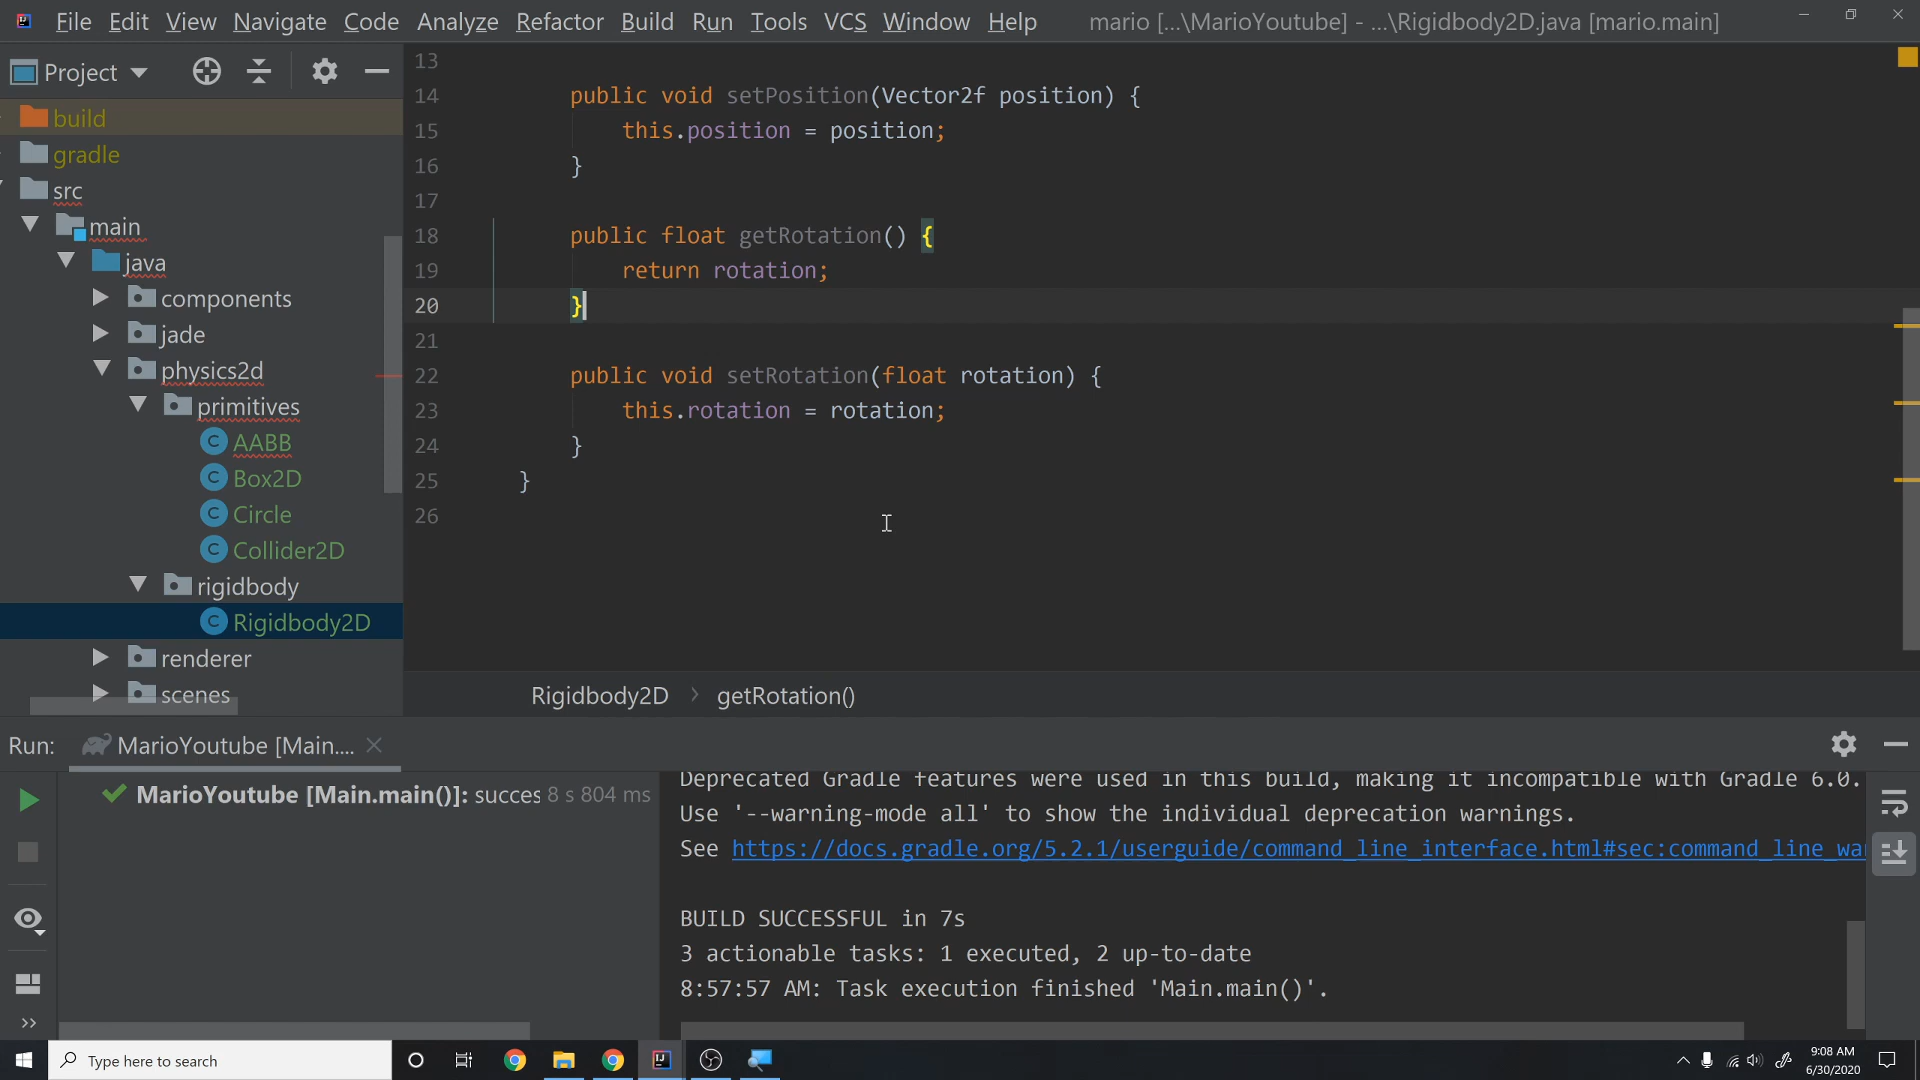 File Edit View Navigate Code Analyze Refactor Build Run Tools VCS Window Help mario [...\MarioYoutube] - ...\Rigidbody2D.java [mario.main]
Project
build
gradle
src
main
java
components
jade
physics2d
primitives
AABB
Box2D
Circle
Collider2D
rigidbody
Rigidbody2D
renderer
scenes
13
14 public void setPosition(Vector2f position) {
15 this.position = position;
16 }
17
18 public float getRotation() {
19 return rotation;
20 }
21
22 public void setRotation(float rotation) {
23 this.rotation = rotation;
24 }
25 }
26
Rigidbody2D > getRotation()
Run: MarioYoutube [Main....
MarioYoutube [Main.main()]: succes 8 s 804 ms
Deprecated Gradle features were used in this build, making it incompatible with Gradle 6.0.
Use '--warning-mode all' to show the individual deprecation warnings.
See https://docs.gradle.org/5.2.1/userguide/command_line_interface.html#sec:command_line_wa
BUILD SUCCESSFUL in 7s
3 actionable tasks: 1 executed, 2 up-to-date
8:57:57 AM: Task execution finished 'Main.main()'.
Type here to search
9:08 AM
6/30/2020